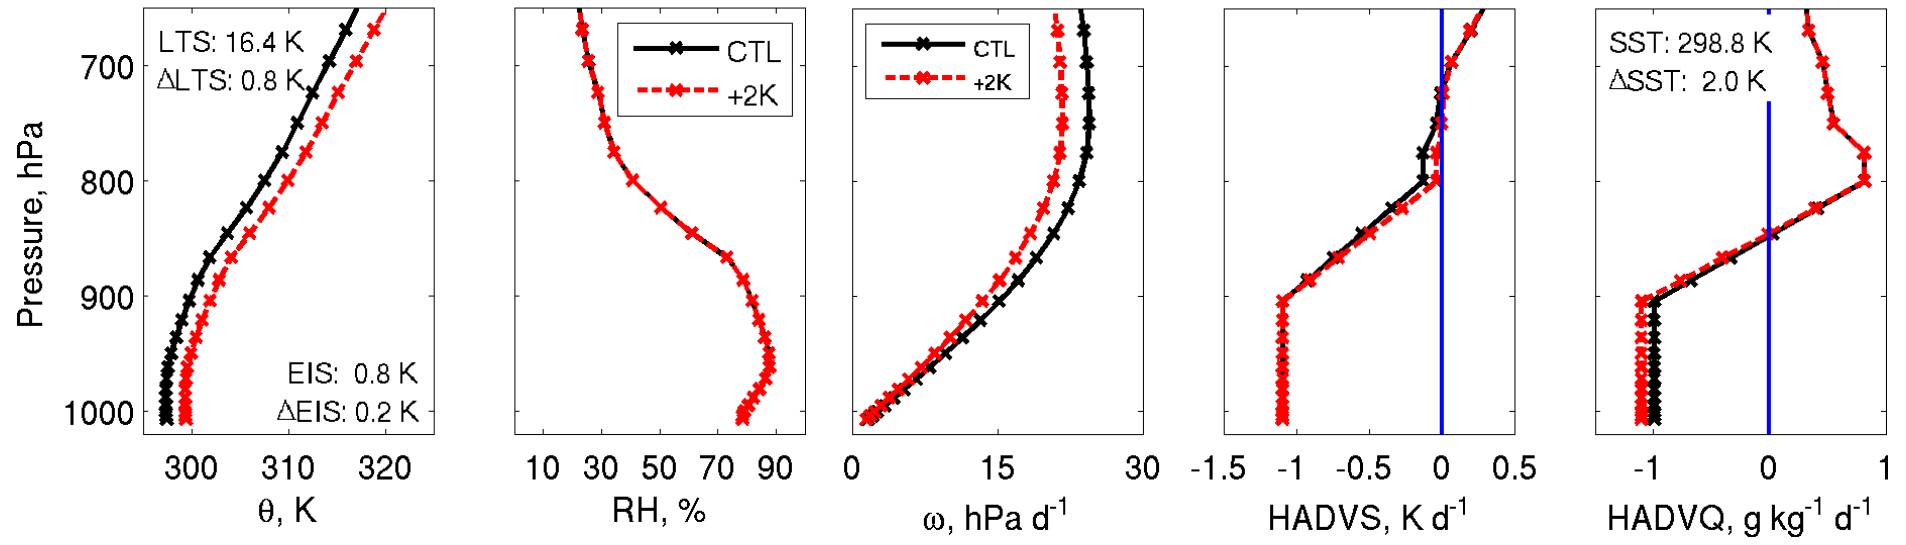 Pressure, hPa
700
800
900
1000
LTS: 16.4 K
ΔLTS: 0.8 K
EIS: 0.8 K
ΔEIS: 0.2 K
300 310 320
θ, K
CTL
+2K
10 30 50 70 90
RH, %
CTL
+2K
0 15 30
ω, hPa d⁻¹
-1.5 -1 -0.5 0 0.5
HADVS, K d⁻¹
SST: 298.8 K
ΔSST: 2.0 K
-1 0 1
HADVQ, g kg⁻¹ d⁻¹